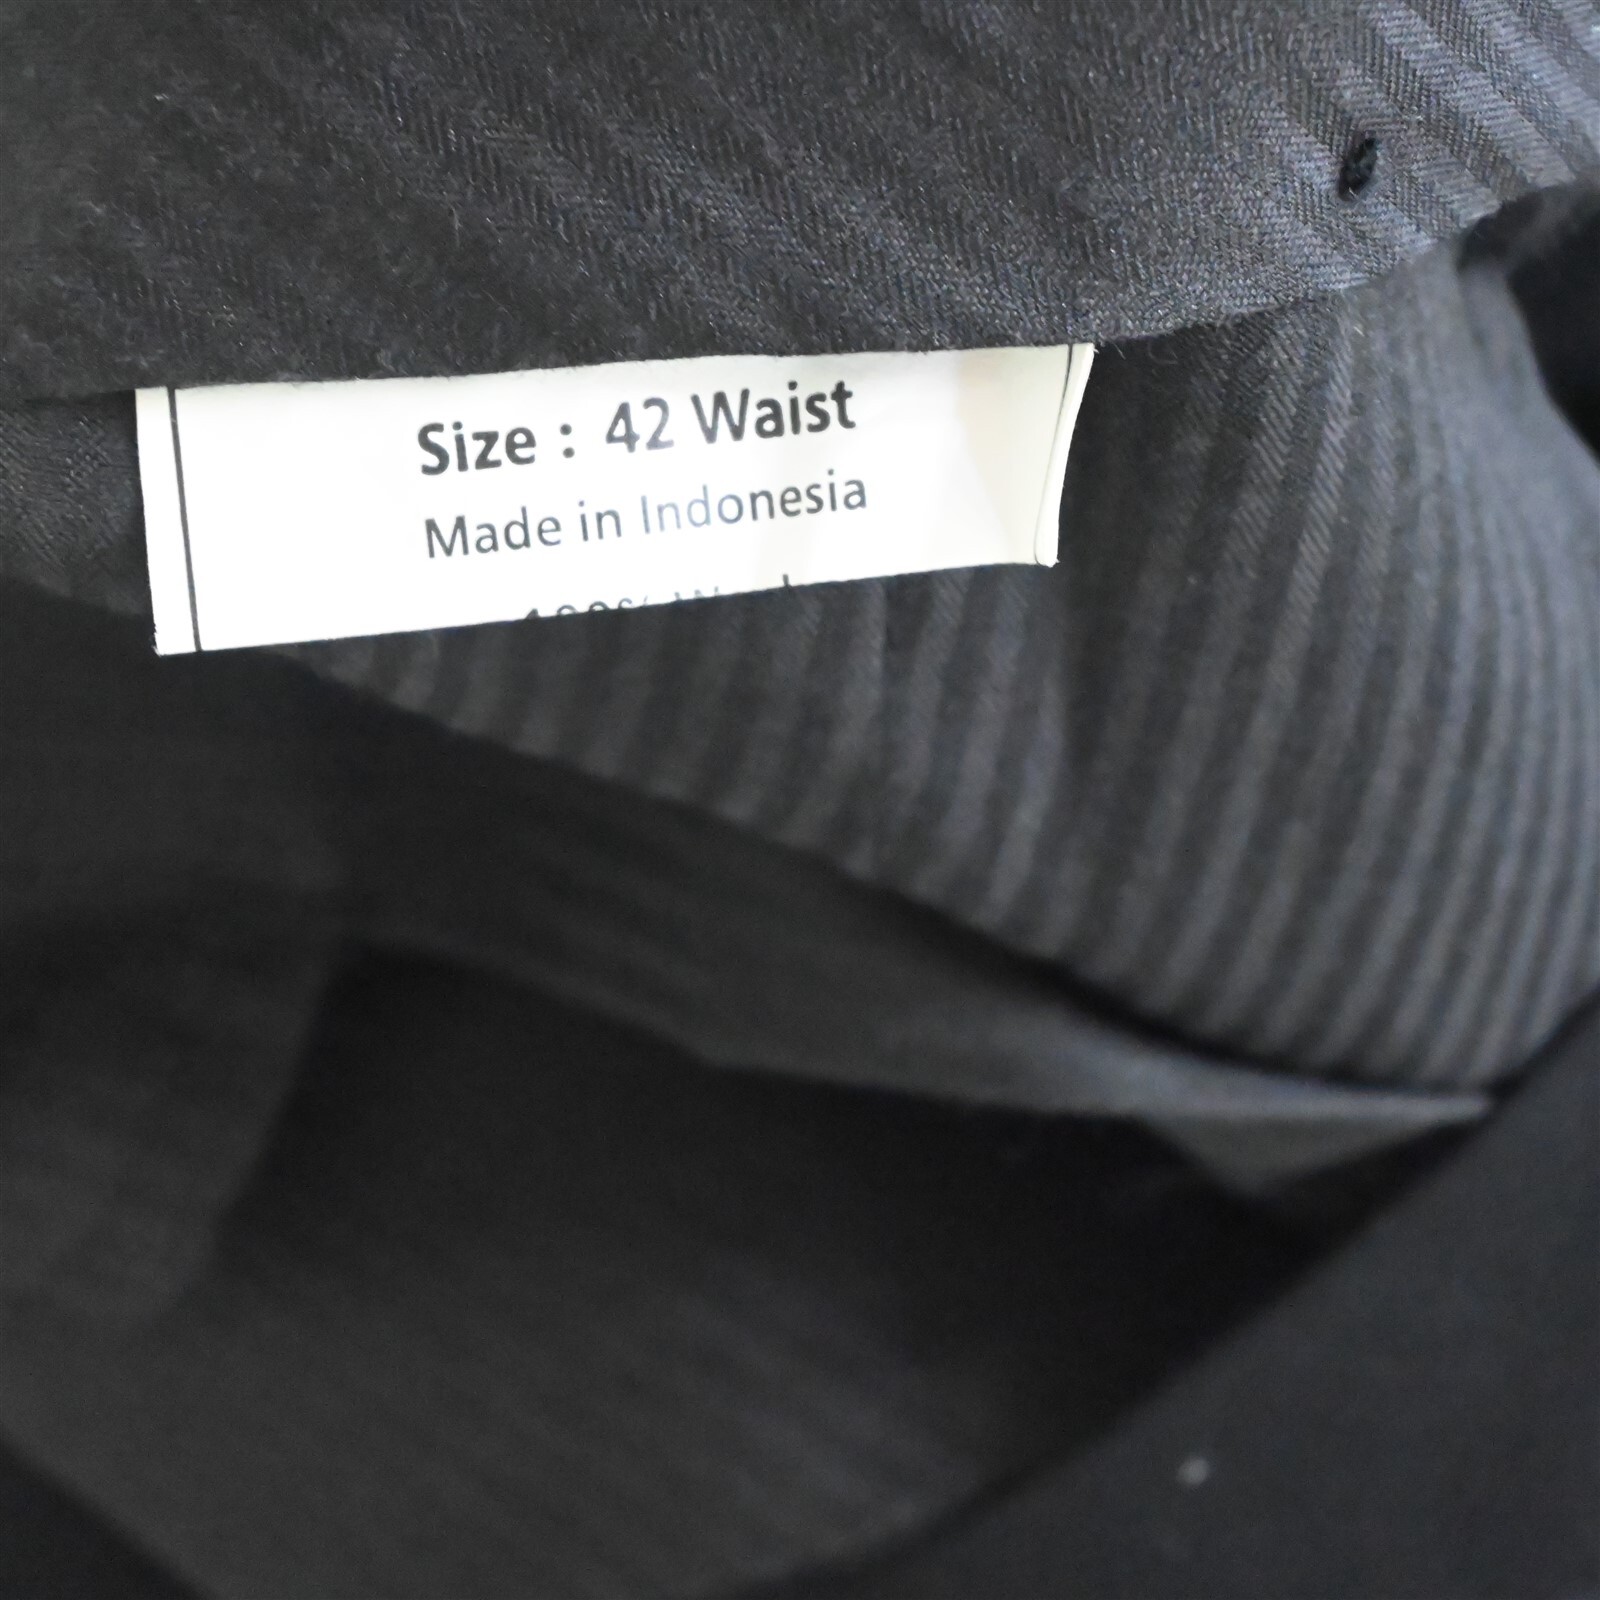 Size : 42 Waist
Made in Indonesia